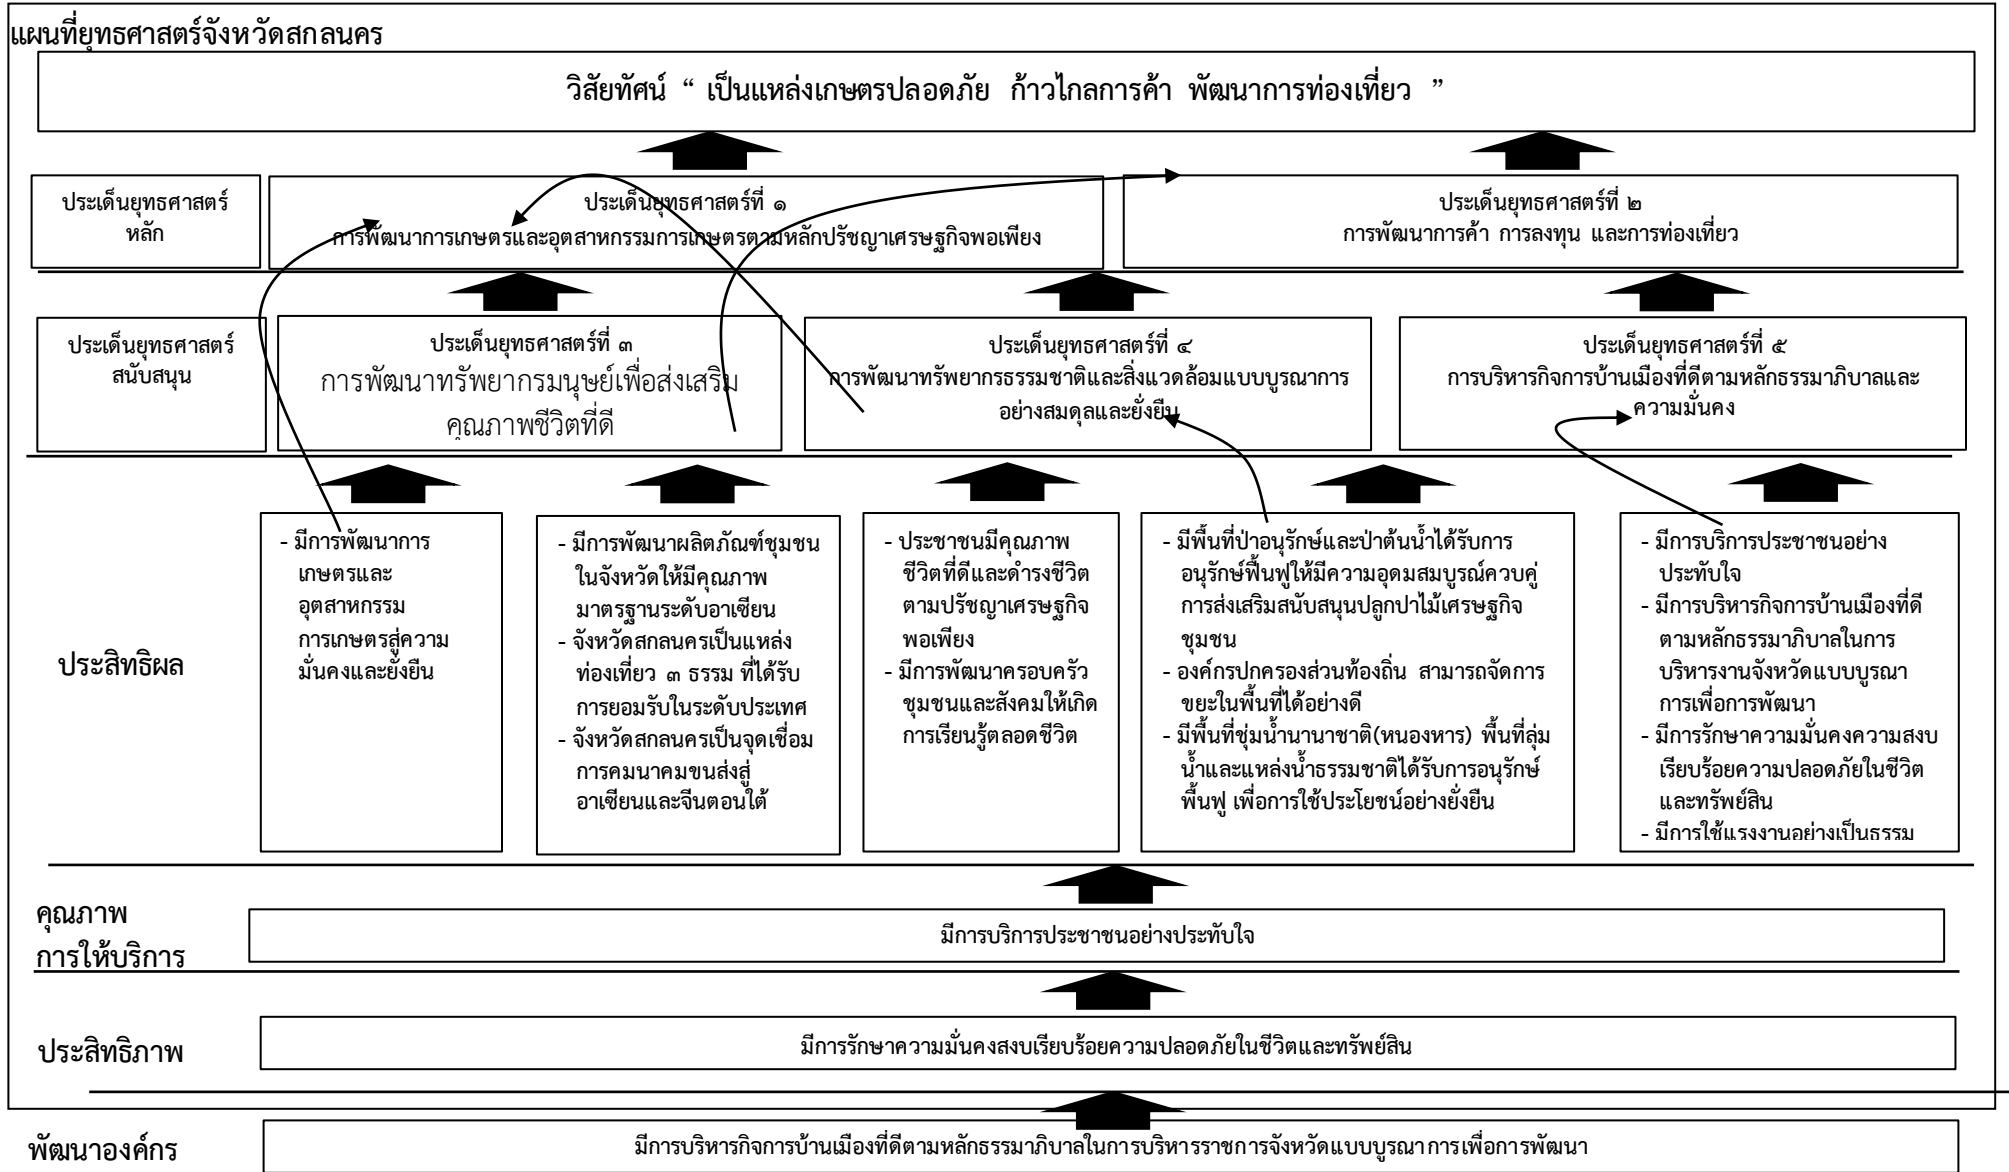 แผนที่ยุทธศาสตร์จังหวัดสกลนคร
วิสัยทัศน์ “ เป็นแหล่งเกษตรปลอดภัย ก้าวไกลการค้า พัฒนาการท่องเที่ยว ”
ประเด็นยุทธศาสตร์
หลัก
ประเด็นยุทธศาสตร์ที่ ๑
การพัฒนาการเกษตรและอุตสาหกรรมการเกษตรตามหลักปรัชญาเศรษฐกิจพอเพียง
ประเด็นยุทธศาสตร์ที่ ๒
การพัฒนาการค้า การลงทุน และการท่องเที่ยว
ประเด็นยุทธศาสตร์
สนับสนุน
ประเด็นยุทธศาสตร์ที่ ๓
การพัฒนาทรัพยากรมนุษย์เพื่อส่งเสริม
คุณภาพชีวิตที่ดี
ประเด็นยุทธศาสตร์ที่ ๔
การพัฒนาทรัพยากรธรรมชาติและสิ่งแวดล้อมแบบบูรณาการ
อย่างสมดุลและยั่งยืน
ประเด็นยุทธศาสตร์ที่ ๕
การบริหารกิจการบ้านเมืองที่ดีตามหลักธรรมาภิบาลและ
ความมั่นคง
ประสิทธิผล
- มีการพัฒนาการ
เกษตรและ
อุตสาหกรรม
การเกษตรสู่ความ
มั่นคงและยั่งยืน
- มีการพัฒนาผลิตภัณฑ์ชุมชน
ในจังหวัดให้มีคุณภาพ
มาตรฐานระดับอาเซียน
- จังหวัดสกลนครเป็นแหล่ง
ท่องเที่ยว ๓ ธรรม ที่ได้รับ
การยอมรับในระดับประเทศ
- จังหวัดสกลนครเป็นจุดเชื่อม
การคมนาคมขนส่งสู่
อาเซียนและจีนตอนใต้
- ประชาชนมีคุณภาพ
ชีวิตที่ดีและดำรงชีวิต
ตามปรัชญาเศรษฐกิจ
พอเพียง
- มีการพัฒนาครอบครัว
ชุมชนและสังคมให้เกิด
การเรียนรู้ตลอดชีวิต
- มีพื้นที่ป่าอนุรักษ์และป่าต้นน้ำได้รับการ
อนุรักษ์ฟื้นฟูให้มีความอุดมสมบูรณ์ควบคู่
การส่งเสริมสนับสนุนปลูกปาไม้เศรษฐกิจ
ชุมชน
- องค์กรปกครองส่วนท้องถิ่น สามารถจัดการ
ขยะในพื้นที่ได้อย่างดี
- มีพื้นที่ชุ่มน้ำนานาชาติ(หนองหาร) พื้นที่ลุ่ม
น้ำและแหล่งน้ำธรรมชาติได้รับการอนุรักษ์
พื้นฟู เพื่อการใช้ประโยชน์อย่างยั่งยืน
- มีการบริการประชาชนอย่าง
ประทับใจ
- มีการบริหารกิจการบ้านเมืองที่ดี
ตามหลักธรรมาภิบาลในการ
บริหารงานจังหวัดแบบบูรณา
การเพื่อการพัฒนา
- มีการรักษาความมั่นคงความสงบ
เรียบร้อยความปลอดภัยในชีวิต
และทรัพย์สิน
- มีการใช้แรงงานอย่างเป็นธรรม
คุณภาพ
การให้บริการ
มีการบริการประชาชนอย่างประทับใจ
ประสิทธิภาพ
มีการรักษาความมั่นคงสงบเรียบร้อยความปลอดภัยในชีวิตและทรัพย์สิน
พัฒนาองค์กร
มีการบริหารกิจการบ้านเมืองที่ดีตามหลักธรรมาภิบาลในการบริหารราชการจังหวัดแบบบูรณาการเพื่อการพัฒนา